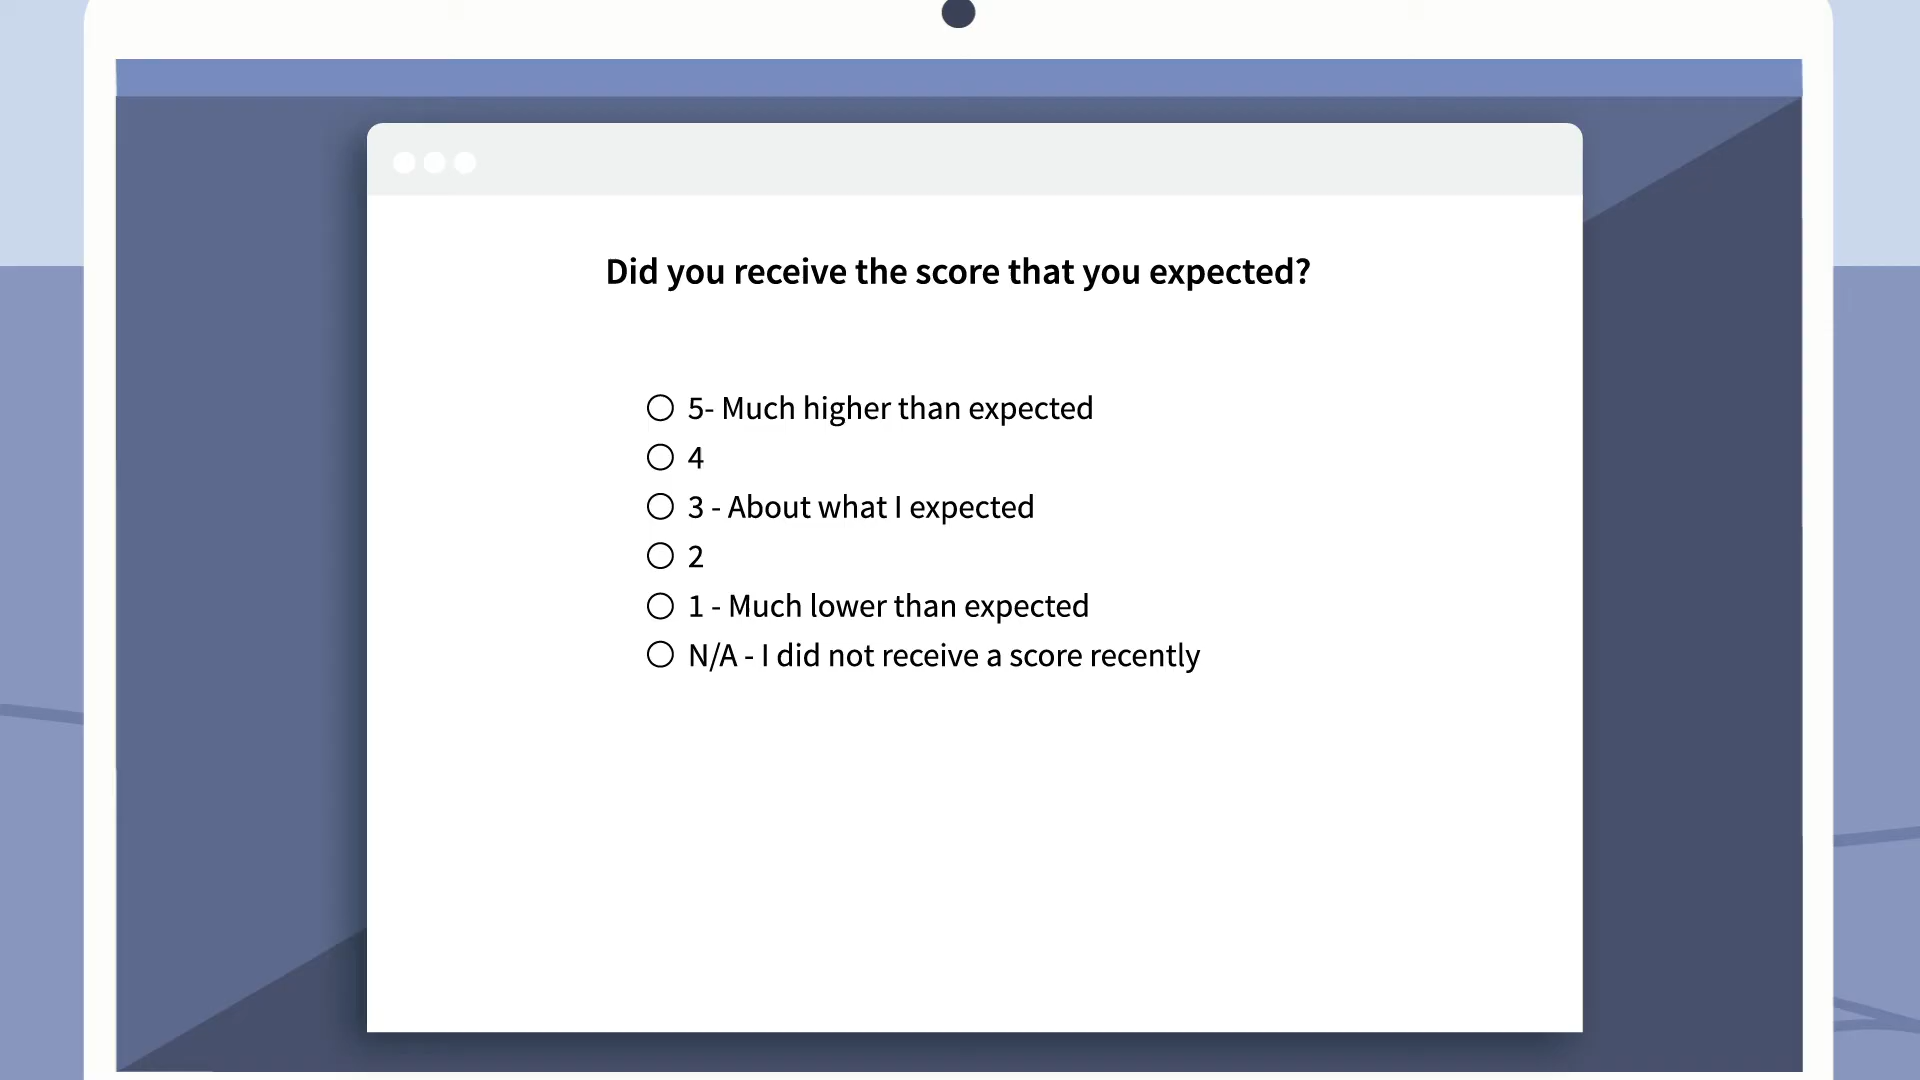 Did you receive the score that you expected?
5- Much higher than expected
4
3 - About what I expected
2
1 - Much lower than expected
N/A - I did not receive a score recently